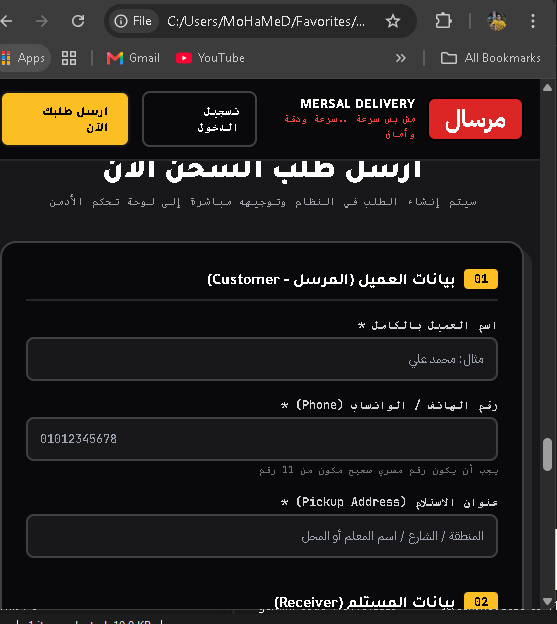 File
C:/Users/MoHaMeD/Favorites/...
Apps
Gmail
YouTube
All Bookmarks
مرسال
MERSAL DELIVERY
مش بس سرعة ..سرعة ودقة
وأمان
تسجيل
الدخول
ارسل طلبك
الآن
ارسل طلب الشحن الآن
سيتم إنشاء الطلب في النظام وتوجيهه مباشرة إلى لوحة تحكم الأدمن
01 بيانات العميل (المرسل - Customer)
اسم العميل بالكامل *
مثال: محمد علي
رقم الهاتف / الواتساب (Phone) *
01012345678
يجب أن يكون رقم مصري صحيح مكون من 11 رقم
عنوان الاستلام (Pickup Address) *
المنطقة / الشارع / اسم المعلم أو المحل
02 بيانات المستلم (Receiver)